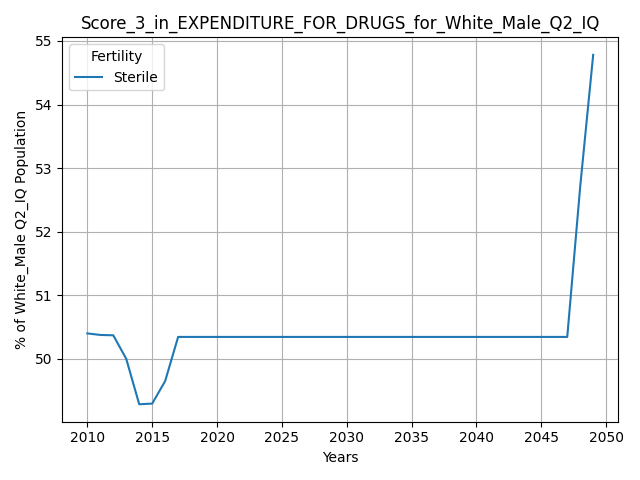 Score_3_in_EXPENDITURE_FOR_DRUGS_for_White_Male_Q2_IQ
Fertility
Sterile
% of White_Male Q2_IQ Population
55
54
53
52
51
50
2010 2015 2020 2025 2030 2035 2040 2045 2050
Years